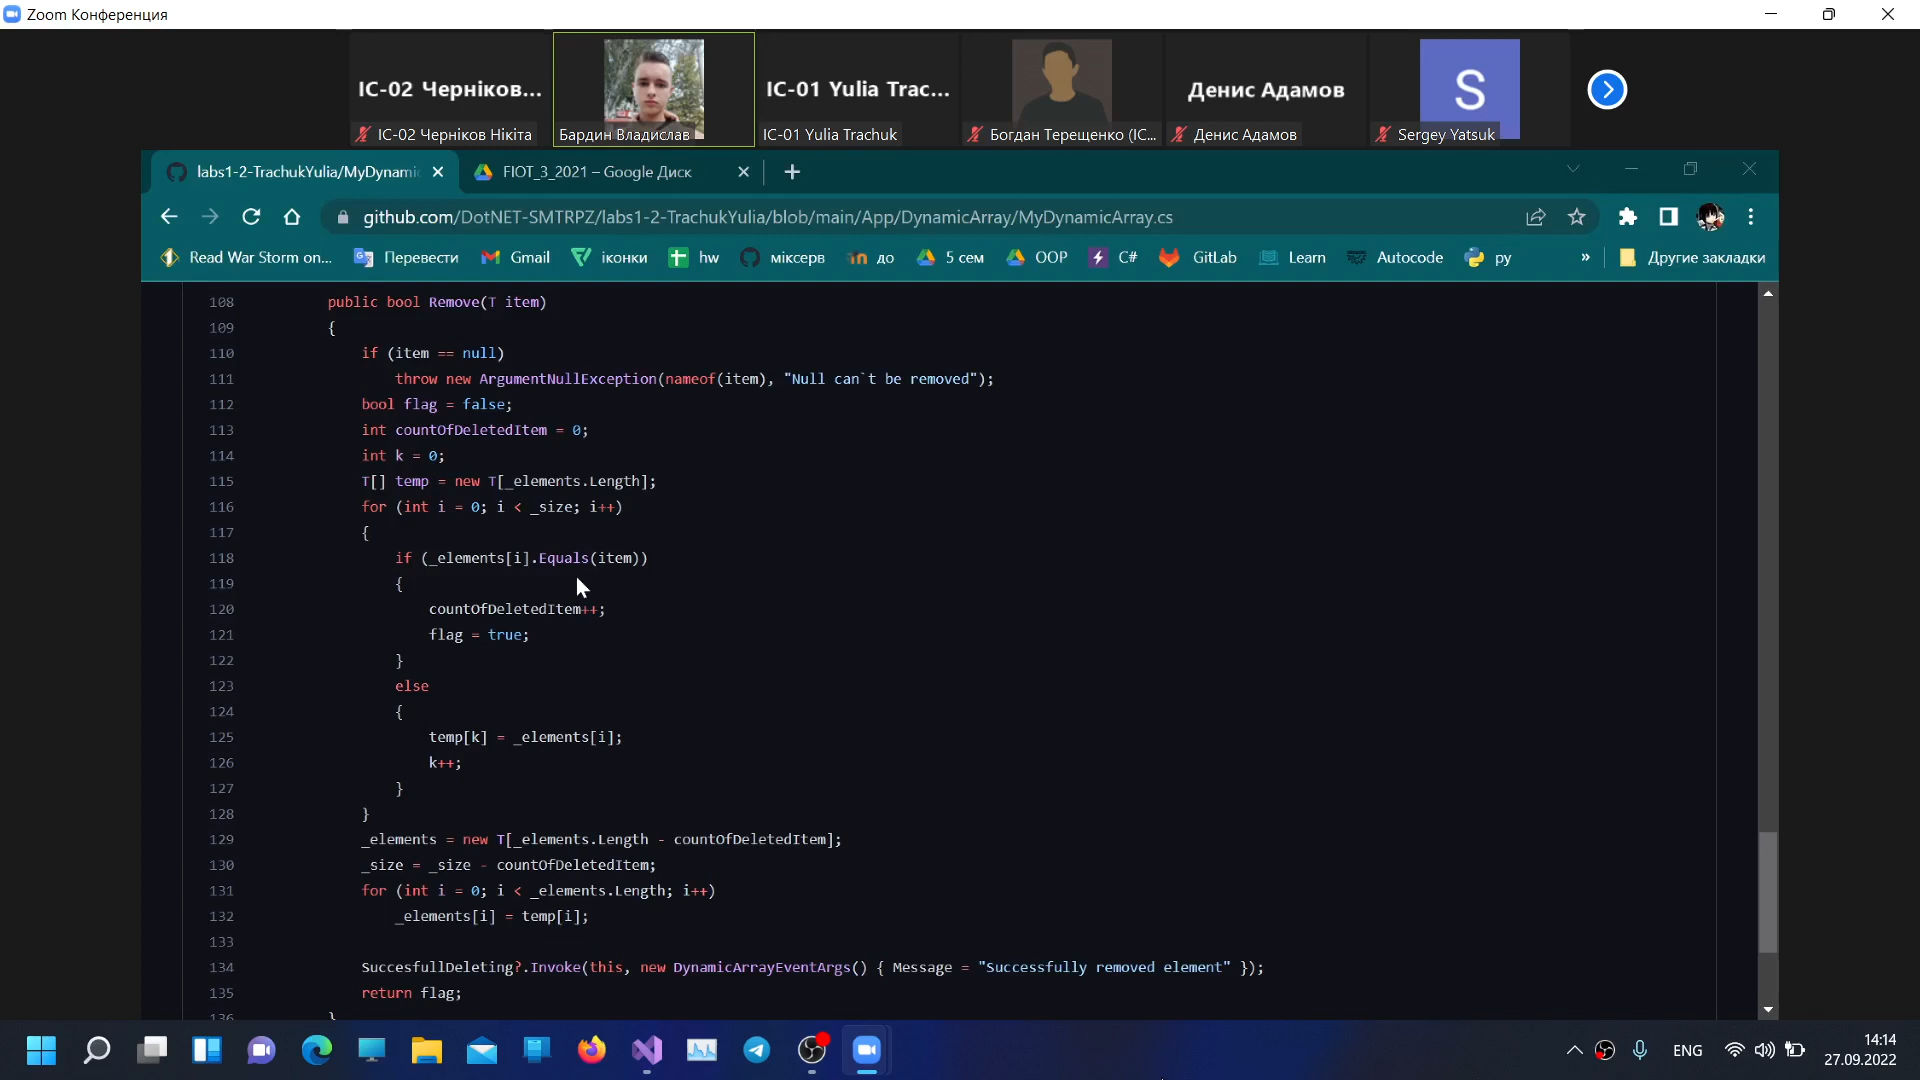 Zoom Конференция
IC-02 Черніков...
IC-01 Yulia Trac...
Денис Адамов
S
IC-02 Черніков Нікіта
Бардин Владислав
IC-01 Yulia Trachuk
Богдан Терещенко (IC...
Денис Адамов
Sergey Yatsuk
labs1-2-TrachukYulia/MyDynamic
FIOT_3_2021 – Google Диск
github.com/DotNET-SMTRPZ/labs1-2-TrachukYulia/blob/main/App/DynamicArray/MyDynamicArray.cs
Read War Storm on...
Перевести
Gmail
іконки
hw
міксерв
до
5 сем
OOP
C#
GitLab
Learn
Autocode
py
»
Другие закладки
108 public bool Remove(T item)
109 {
110 if (item == null)
111 throw new ArgumentNullException(nameof(item), "Null can`t be removed");
112 bool flag = false;
113 int countOfDeletedItem = 0;
114 int k = 0;
115 T[] temp = new T[_elements.Length];
116 for (int i = 0; i < _size; i++)
117 {
118 if (_elements[i].Equals(item))
119 {
120 countOfDeletedItem++;
121 flag = true;
122 }
123 else
124 {
125 temp[k] = _elements[i];
126 k++;
127 }
128 }
129 _elements = new T[_elements.Length - countOfDeletedItem];
130 _size = _size - countOfDeletedItem;
131 for (int i = 0; i < _elements.Length; i++)
132 _elements[i] = temp[i];
133
134 SuccesfullDeleting?.Invoke(this, new DynamicArrayEventArgs() { Message = "Successfully removed element" });
135 return flag;
136 }
ENG
14:14
27.09.2022